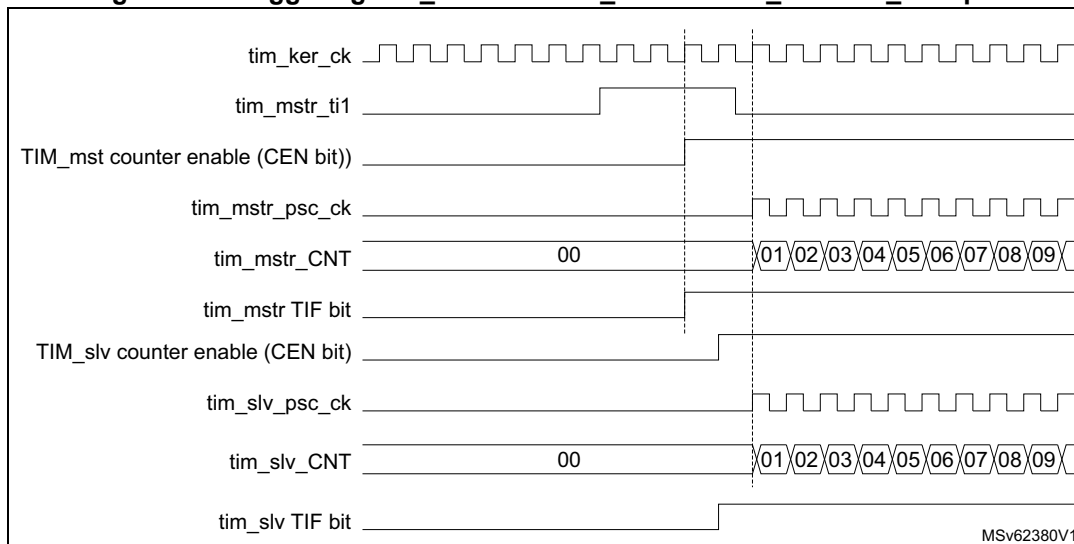 tim_ker_ck
tim_mstr_ti1
TIM_mst counter enable (CEN bit))
tim_mstr_psc_ck
tim_mstr_CNT 00 01 02 03 04 05 06 07 08 09
tim_mstr TIF bit
TIM_slv counter enable (CEN bit)
tim_slv_psc_ck
tim_slv_CNT 00 01 02 03 04 05 06 07 08 09
tim_slv TIF bit
MSv62380V1